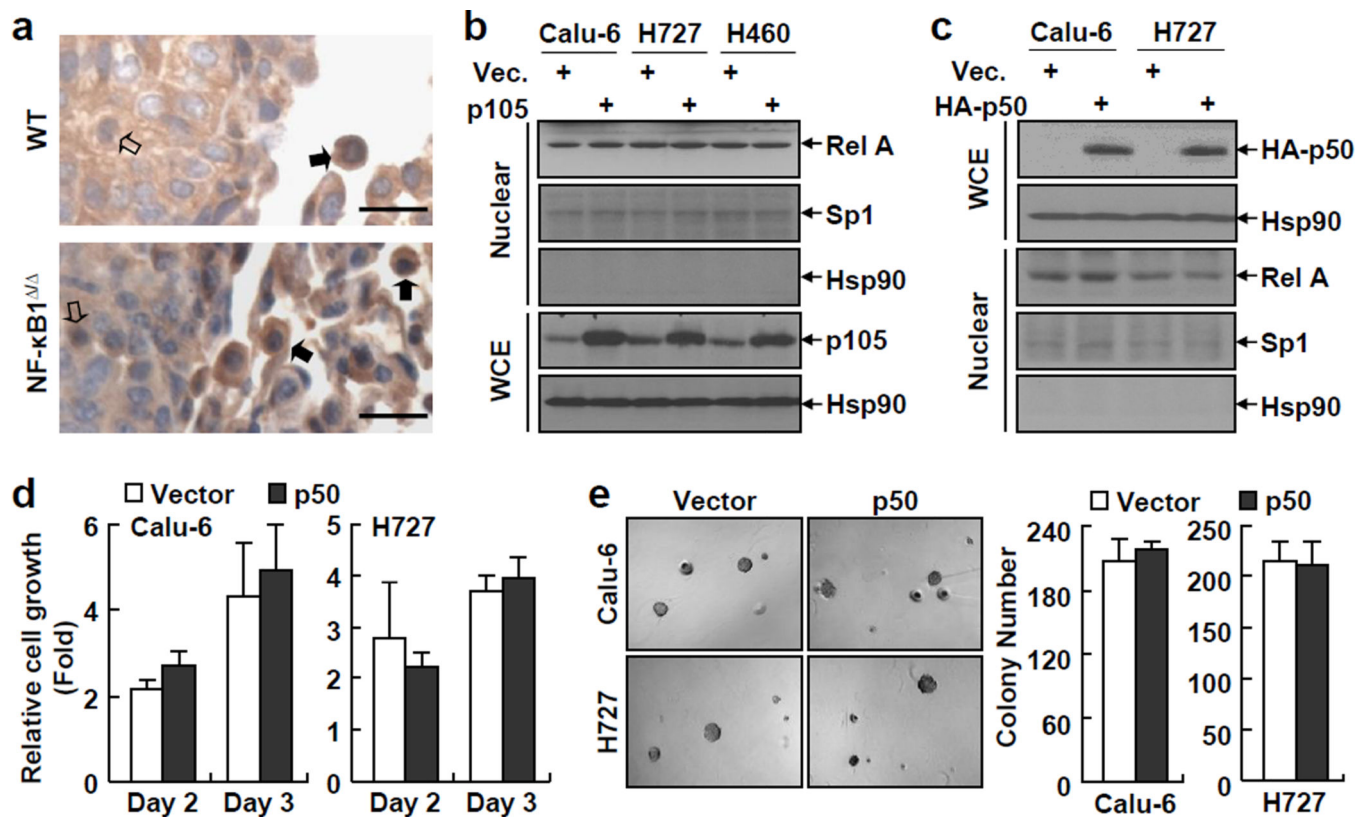 a
WT
NF-κB1Δ/Δ
b
Calu-6 H727 H460
Vec. + + +
p105 + + +
Nuclear
Rel A
Sp1
Hsp90
WCE
p105
Hsp90
c
Calu-6 H727
Vec. + +
HA-p50 + +
WCE
HA-p50
Hsp90
Nuclear
Rel A
Sp1
Hsp90
d
Vector p50
Relative cell growth
(Fold)
Calu-6
6
4
2
0
Day 2 Day 3
H727
5
4
3
2
1
0
Day 2 Day 3
e
Vector p50
Calu-6
H727
Vector p50
Colony Number
240
180
120
60
0
Calu-6
250
200
150
100
50
0
H727